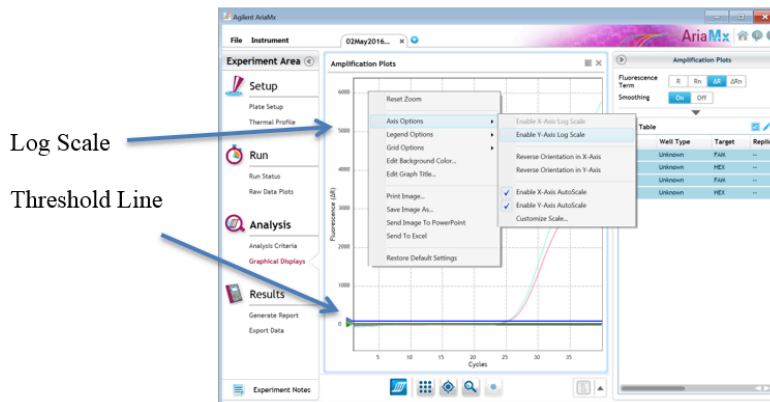 Log Scale
Threshold Line
Agilent AriaMx
File Instrument
02May2016...
AriaMx
Experiment Area
Setup
Plate Setup
Thermal Profile
Run
Run Status
Raw Data Plots
Analysis
Analysis Criteria
Graphical Displays
Results
Generate Report
Export Data
Experiment Notes
Amplification Plots
6000
5000
4000
3000
2000
1000
0
Fluorescence (ΔR)
5 10 15 20 25 30 35
Cycles
Reset Zoom
Axis Options
Legend Options
Grid Options
Edit Background Color...
Edit Graph Title...
Print Image...
Save Image As...
Send Image To PowerPoint
Send To Excel
Restore Default Settings
Enable X-Axis Log Scale
Enable Y-Axis Log Scale
Reverse Orientation in X-Axis
Reverse Orientation in Y-Axis
Enable X-Axis AutoScale
Enable Y-Axis AutoScale
Customize Scale...
Amplification Plots
Fluorescence Term
R Rn ΔR ΔRn
Smoothing
On Off
Table
Well Type Target
Unknown FAM --
Unknown HEX --
Unknown FAM --
Unknown HEX --